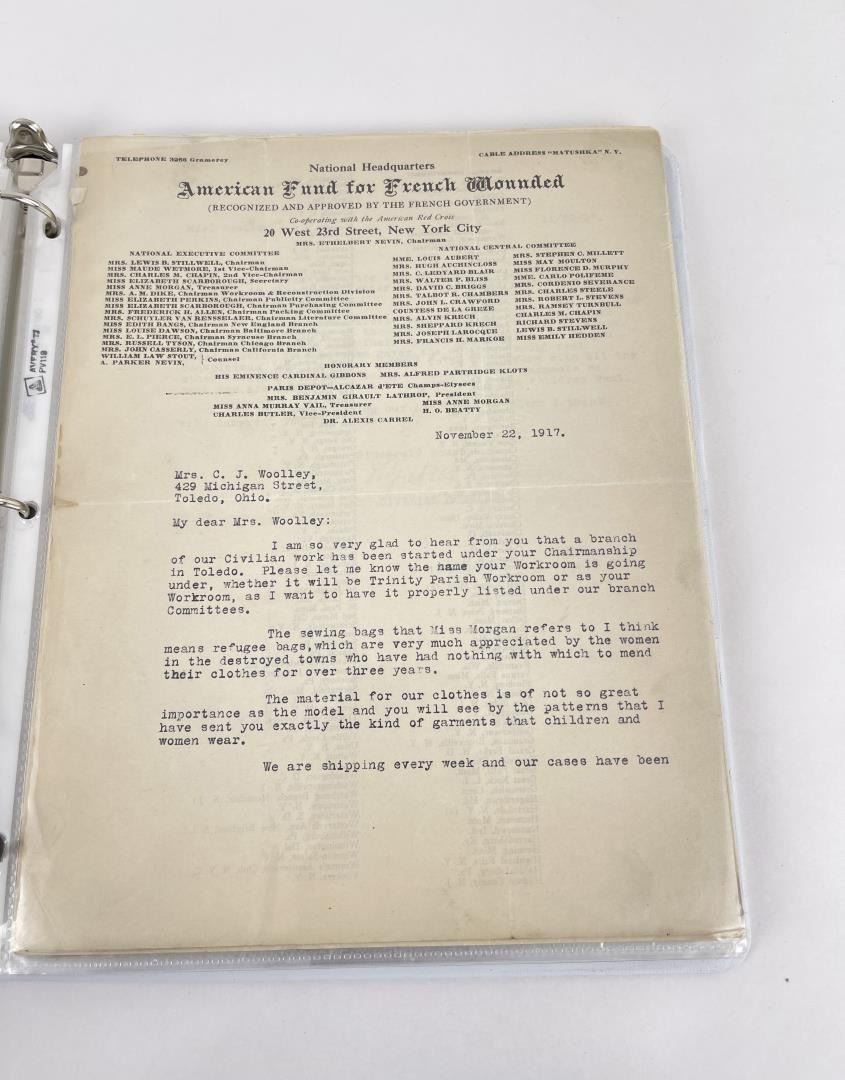 TELEPHONE 3266 Gramercy
CABLE ADDRESS "MATUSHKA" N. Y.
National Headquarters
American Fund for French Wounded
(RECOGNIZED AND APPROVED BY THE FRENCH GOVERNMENT)
Co-operating with the American Red Cross
20 West 23rd Street, New York City
MRS. ETHELBERT NEVIN, Chairman
NATIONAL EXECUTIVE COMMITTEE
MRS. LEWIS B. STILLWELL, Chairman
MISS MAUDE WETMORE, 1st Vice-Chairman
MRS. CHARLES M. CHAPIN, 2nd Vice-Chairman
MISS ELIZABETH SCARBOROUGH, Secretary
MISS ANNE MORGAN, Treasurer
MRS. A. M. DIKE, Chairman Workroom & Reconstruction Division
MISS ELIZABETH PERKINS, Chairman Publicity Committee
MISS ELIZABETH SCARBOROUGH, Chairman Purchasing Committee
MRS. FREDERICK H. ALLEN, Chairman Packing Committee
MRS. SCHUYLER VAN RENSSELAER, Chairman Literature Committee
MISS EDITH BANGS, Chairman New England Branch
MISS LOUISE DAWSON, Chairman Baltimore Branch
MRS. E. L. PIERCE, Chairman Syracuse Branch
MRS. RUSSELL TYSON, Chairman Chicago Branch
MRS. JOHN CASSERLY, Chairman California Branch
WILLIAM LAW STOUT, } Counsel
A. PARKER NEVIN,
NATIONAL CENTRAL COMMITTEE
MME. LOUIS AUBERT
MRS. HUGH AUCHINCLOSS
MRS. C. LEDYARD BLAIR
MRS. WALTER P. BLISS
MRS. DAVID C. BRIGGS
MRS. TALBOT R. CHAMBERS
MRS. JOHN L. CRAWFORD
COUNTESS DE LA GREZE
MRS. ALVIN KRECH
MRS. SHEPPARD KRECH
MRS. JOSEPH LAROCQUE
MRS. FRANCIS H. MARKOE
MRS. STEPHEN C. MILLETT
MISS MAY MOULTON
MISS FLORENCE D. MURPHY
MME. CARLO POLIFEME
MRS. CORDENIO SEVERANCE
MRS. CHARLES STEELE
MRS. ROBERT L. STEVENS
MRS. RAMSEY TURNBULL
CHARLES M. CHAPIN
RICHARD STEVENS
LEWIS B. STILLWELL
MISS EMILY HEDDEN
HONORARY MEMBERS
HIS EMINENCE CARDINAL GIBBONS MRS. ALFRED PARTRIDGE KLOTS
PARIS DEPOT—ALCAZAR d'ETE Champs-Elysees
MRS. BENJAMIN GIRAULT LATHROP, President
MISS ANNA MURRAY VAIL, Treasurer MISS ANNE MORGAN
CHARLES BUTLER, Vice-President H. O. BEATTY
DR. ALEXIS CARREL
November 22, 1917.
Mrs. C. J. Woolley,
429 Michigan Street,
Toledo, Ohio.
My dear Mrs. Woolley:
I am so very glad to hear from you that a branch
of our Civilian work has been started under your Chairmanship
in Toledo. Please let me know the name your Workroom is going
under, whether it will be Trinity Parish Workroom or as your
Workroom, as I want to have it properly listed under our branch
Committees.
The sewing bags that Miss Morgan refers to I think
means refugee bags,which are very much appreciated by the women
in the destroyed towns who have had nothing with which to mend
their clothes for over three years.
The material for our clothes is of not so great
importance as the model and you will see by the patterns that I
have sent you exactly the kind of garments that children and
women wear.
We are shipping every week and our cases have been